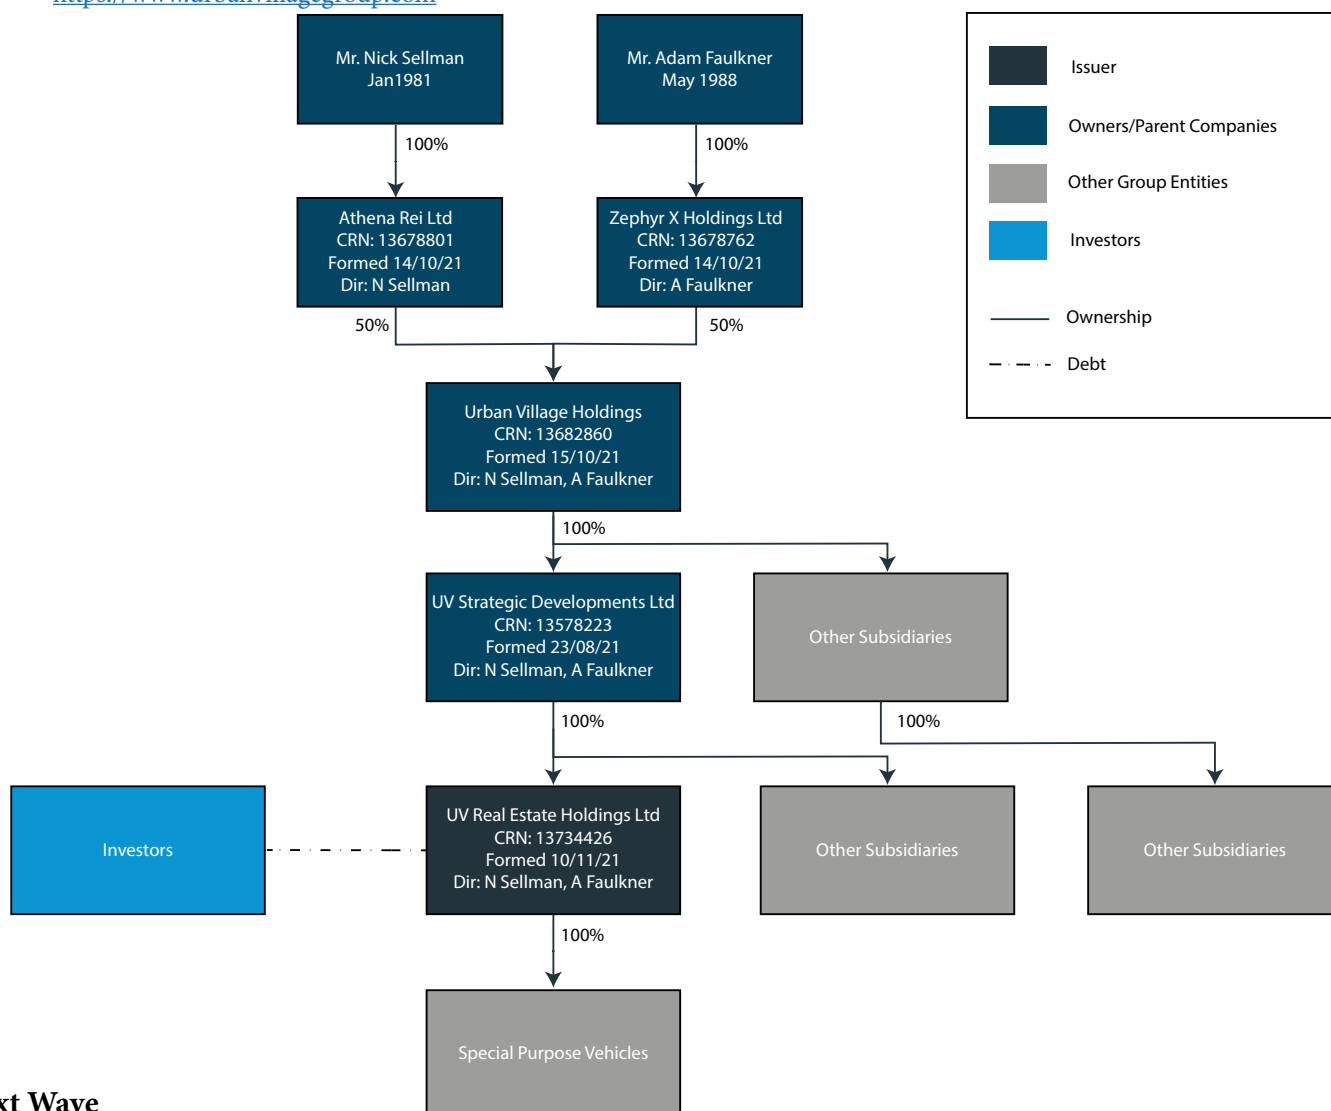 https://www.urbanvillagegroup.com
Mr. Nick Sellman
Jan1981
Mr. Adam Faulkner
May 1988
100%
100%
Athena Rei Ltd
CRN: 13678801
Formed 14/10/21
Dir: N Sellman
Zephyr X Holdings Ltd
CRN: 13678762
Formed 14/10/21
Dir: A Faulkner
50%
50%
Urban Village Holdings
CRN: 13682860
Formed 15/10/21
Dir: N Sellman, A Faulkner
100%
UV Strategic Developments Ltd
CRN: 13578223
Formed 23/08/21
Dir: N Sellman, A Faulkner
Other Subsidiaries
100%
100%
Investors
UV Real Estate Holdings Ltd
CRN: 13734426
Formed 10/11/21
Dir: N Sellman, A Faulkner
Other Subsidiaries
Other Subsidiaries
100%
Special Purpose Vehicles
Issuer
Owners/Parent Companies
Other Group Entities
Investors
Ownership
Debt
xt Wave